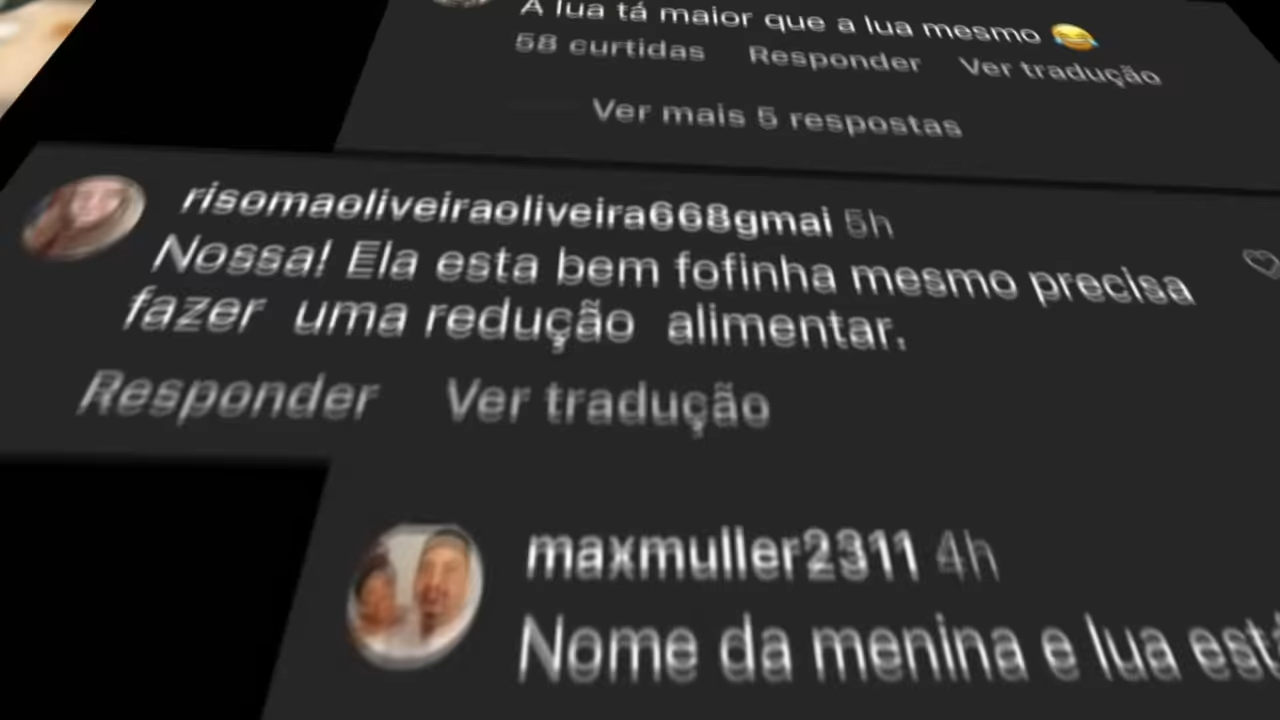 A lua tá maior que a lua mesmo 😂
58 curtidas Responder Ver tradução
Ver mais 5 respostas
risomaoliveiraoliveira668gmai 5h
Nossa! Ela esta bem fofinha mesmo precisa
fazer uma redução alimentar.
Responder Ver tradução
maxmuller2311 4h
Nome da menina e lua está